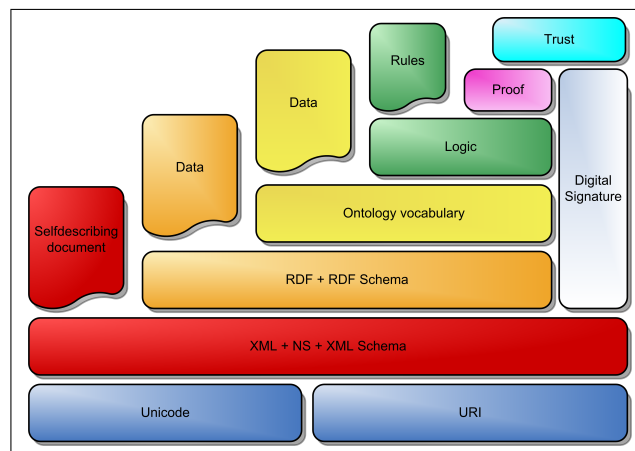 Trust
Rules
Proof
Data
Logic
Data
Digital
Signature
Ontology vocabulary
Selfdescribing
document
RDF + RDF Schema
XML + NS + XML Schema
Unicode
URI